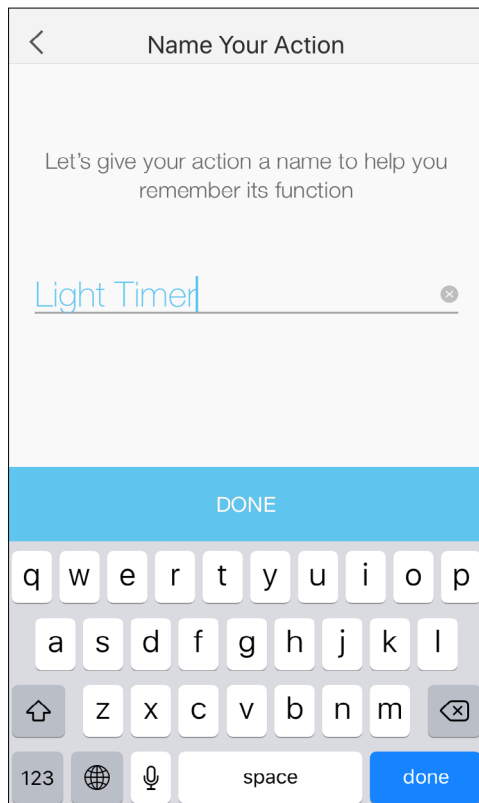 Name Your Action
Let’s give your action a name to help you
remember its function
Light Timer
DONE
q w e r t y u i o p
a s d f g h j k l
z x c v b n m
123 space done